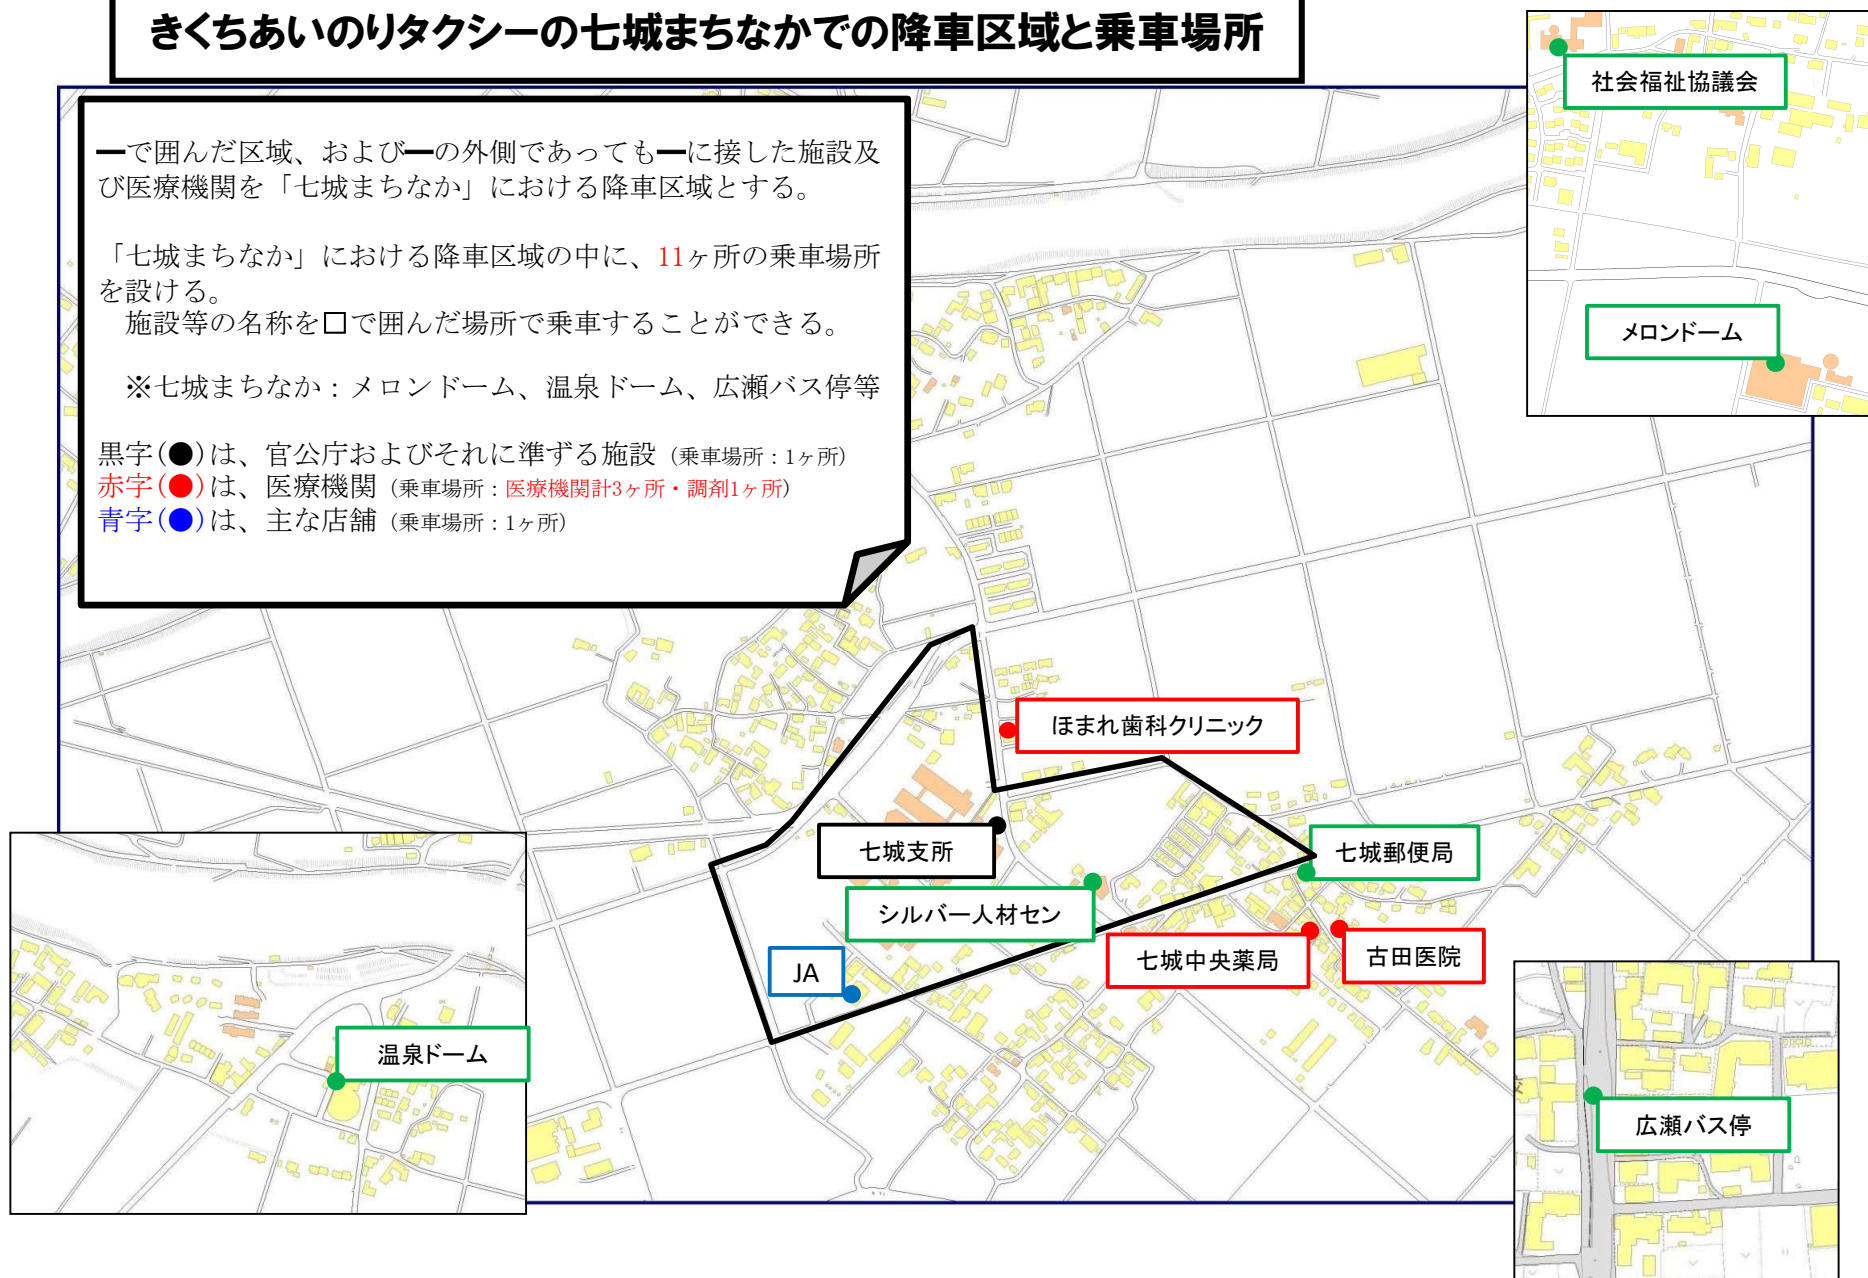 きくちあいのりタクシーの七城まちなかでの降車区域と乗車場所
━で囲んだ区域、および━の外側であっても━に接した施設及
び医療機関を「七城まちなか」における降車区域とする。
「七城まちなか」における降車区域の中に、11ヶ所の乗車場所
を設ける。
施設等の名称を□で囲んだ場所で乗車することができる。
※七城まちなか：メロンドーム、温泉ドーム、広瀬バス停等
黒字(●)は、官公庁およびそれに準ずる施設（乗車場所：1ヶ所）
赤字(●)は、医療機関（乗車場所：医療機関計3ヶ所・調剤1ヶ所）
青字(●)は、主な店舗（乗車場所：1ヶ所）
社会福祉協議会
メロンドーム
ほまれ歯科クリニック
七城支所
七城郵便局
シルバー人材セン
七城中央薬局
古田医院
JA
温泉ドーム
広瀬バス停